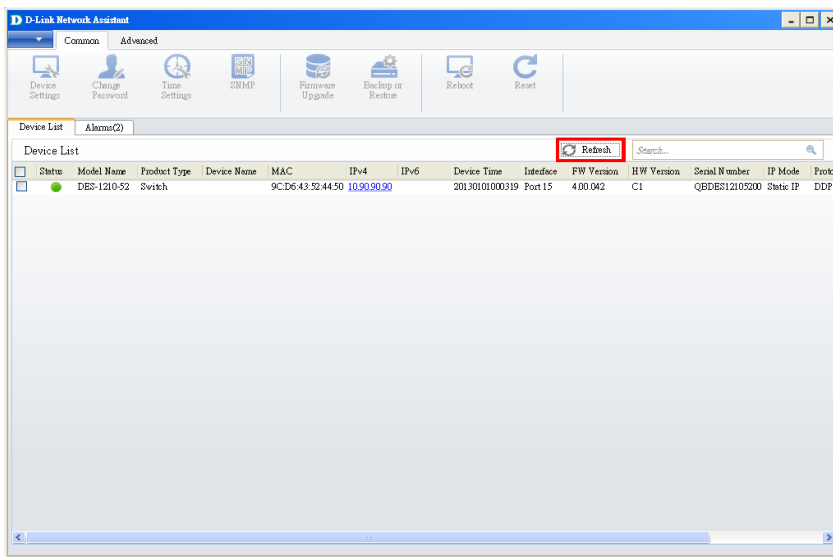 D-Link Network Assistant
Common Advanced
Device Settings Change Password Time Settings SNMP Firmware Upgrade Backup or Restore Reboot Reset
Device List Alarms(2)
Device List Refresh Search...
Status Model Name Product Type Device Name MAC IPv4 IPv6 Device Time Interface FW Version HW Version Serial Number IP Mode Proto
DES-1210-52 Switch 9C:D6:43:52:44:50 10.90.90.90 20130101000319 Port 15 4.00.042 C1 QBDES12105200 Static IP DDP